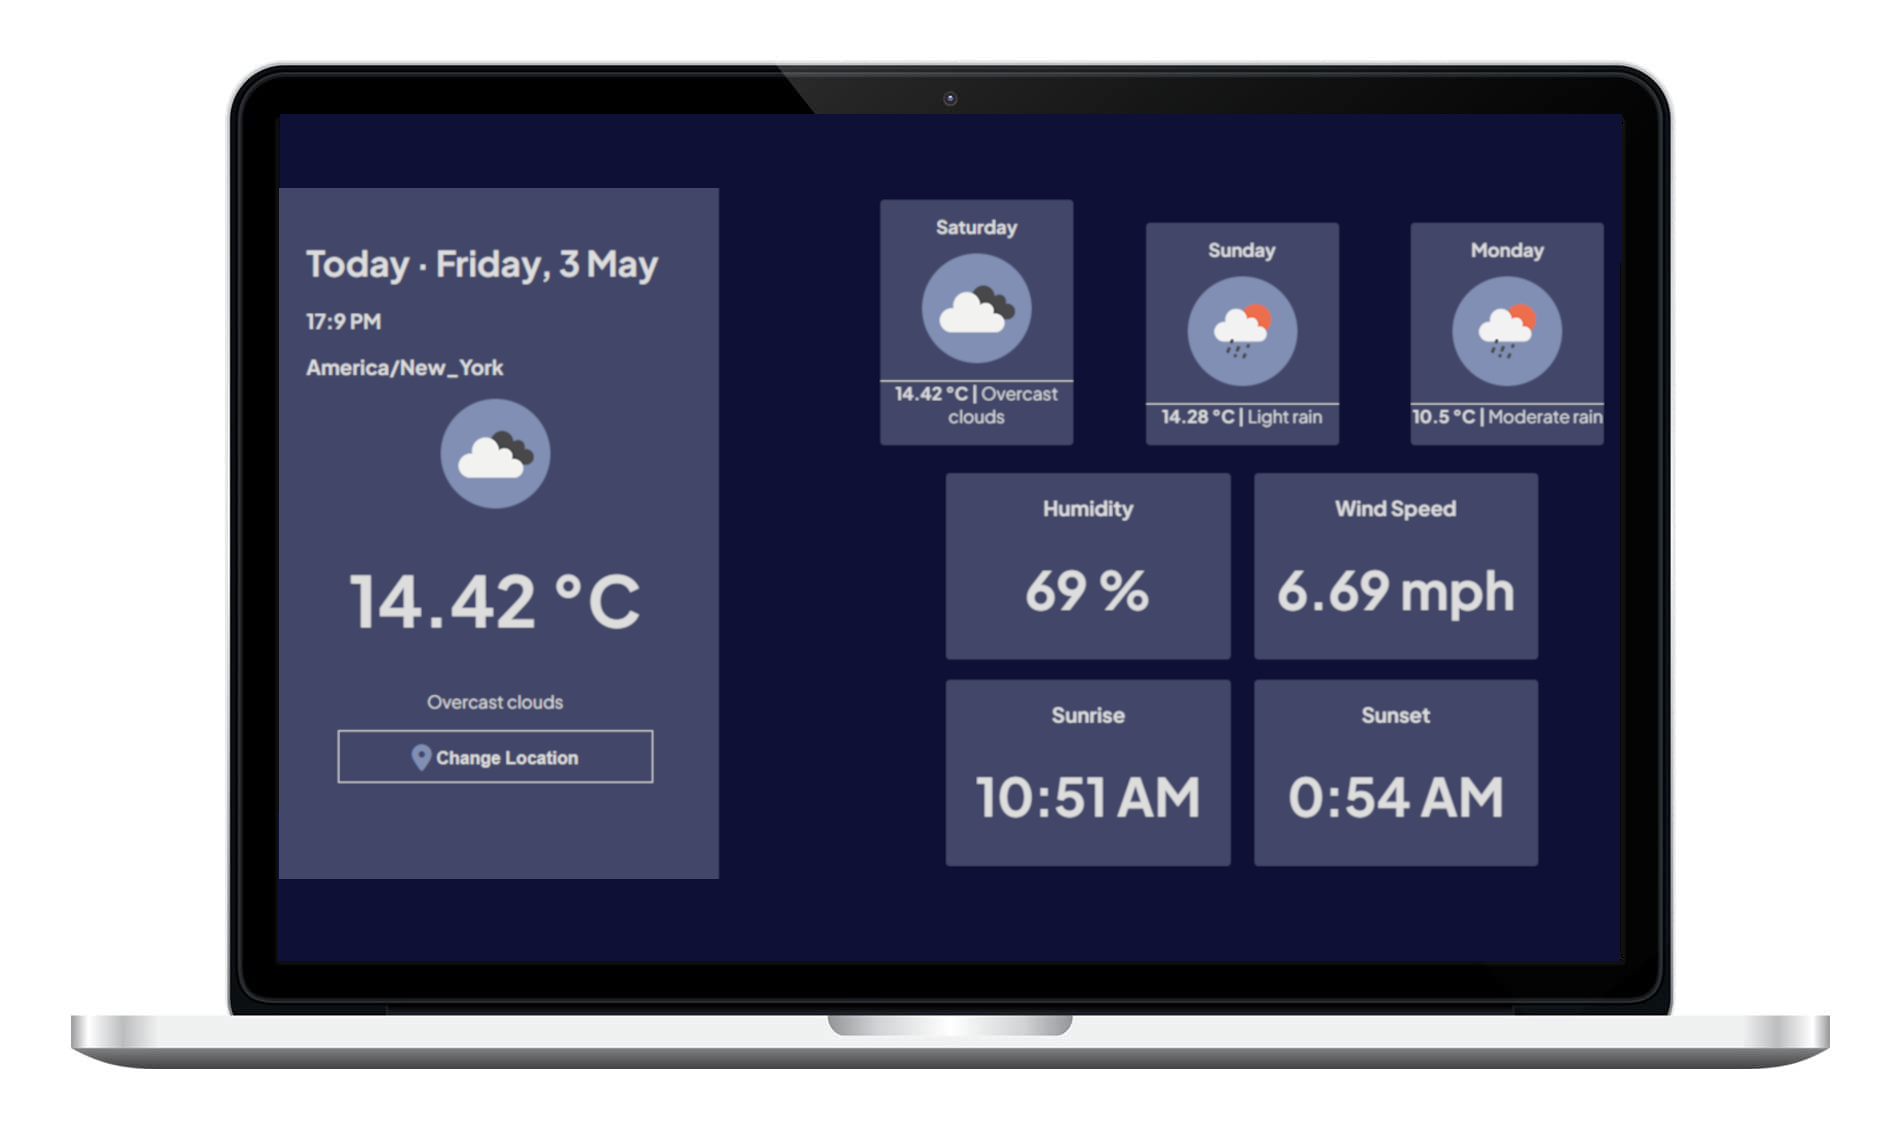 Today · Friday, 3 May
17:9 PM
America/New_York
14.42 °C
Overcast clouds
Change Location
Saturday
14.42 °C | Overcast
clouds
Sunday
14.28 °C | Light rain
Monday
10.5 °C | Moderate rain
Humidity
69 %
Wind Speed
6.69 mph
Sunrise
10:51 AM
Sunset
0:54 AM